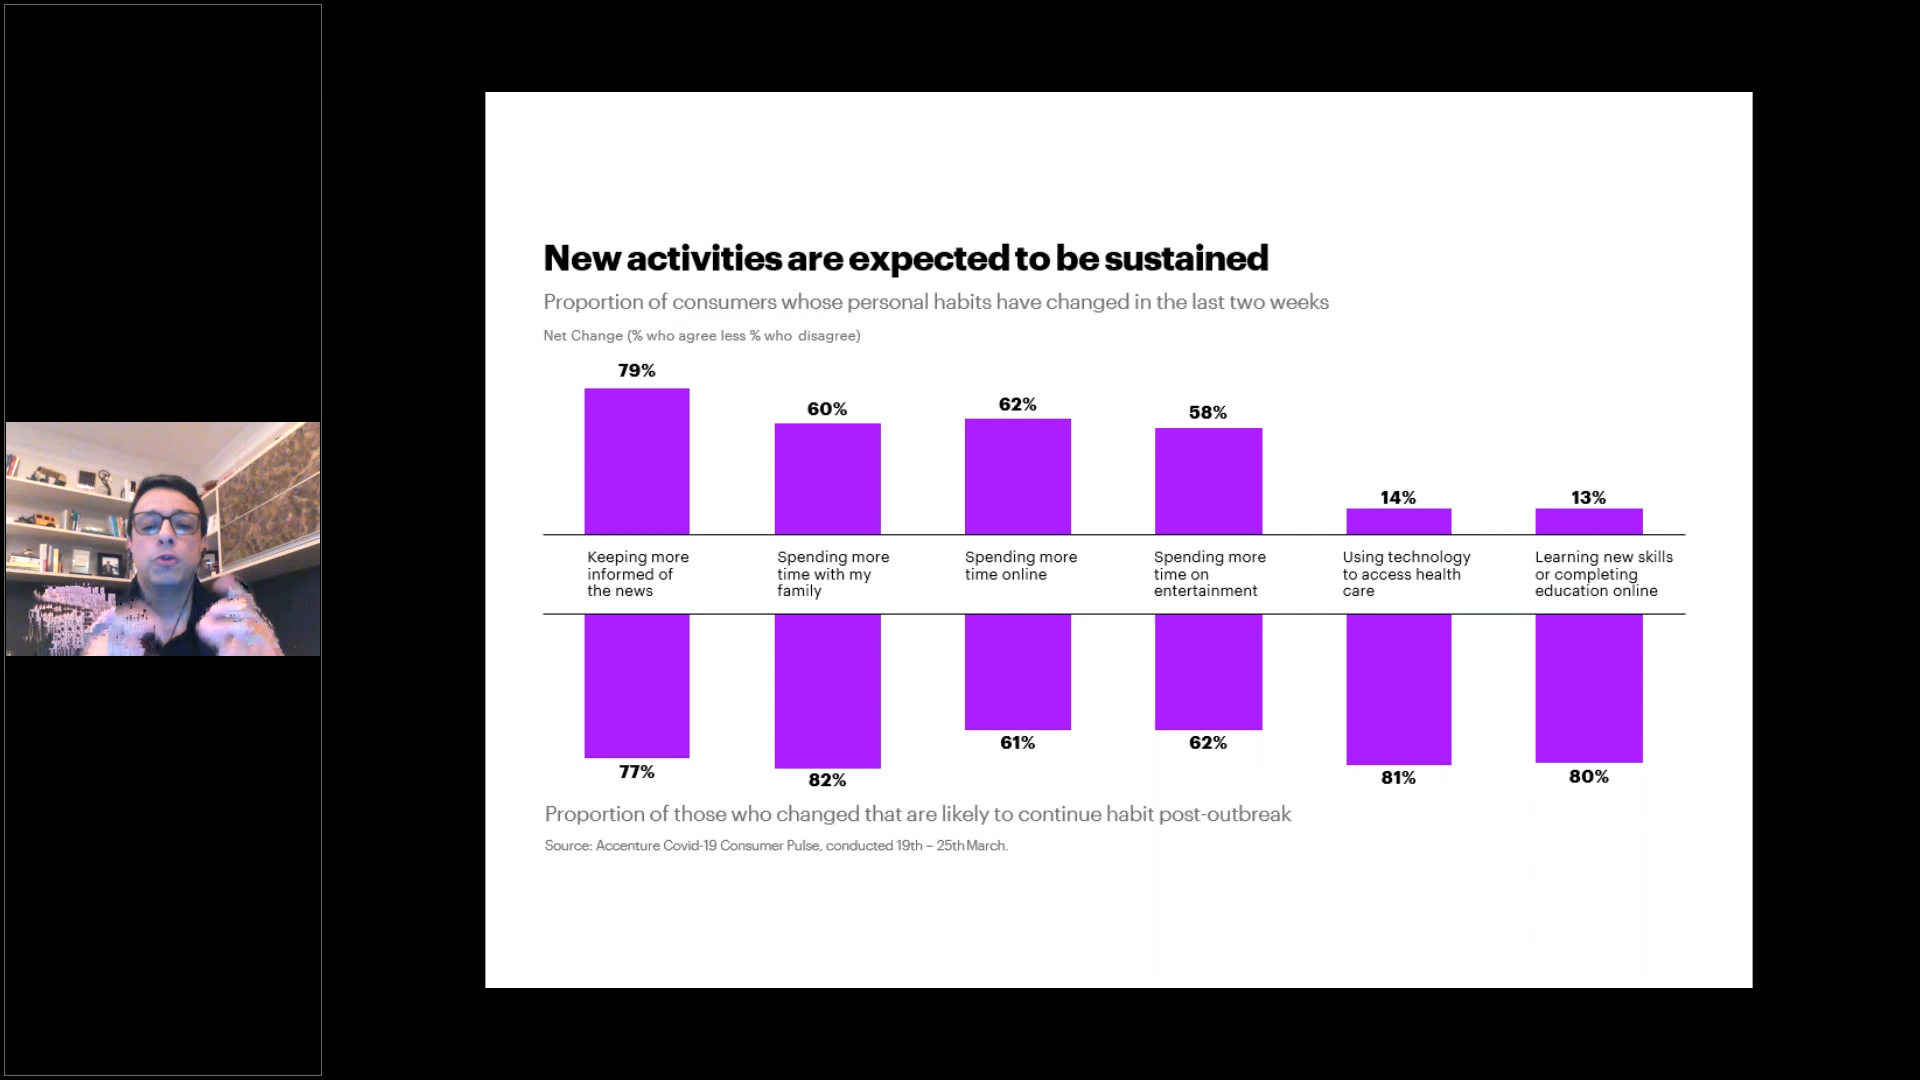 New activities are expected to be sustained
Proportion of consumers whose personal habits have changed in the last two weeks
Net Change (% who agree less % who disagree)
79%
60%
62%
58%
14%
13%
Keeping more
informed of
the news
Spending more
time with my
family
Spending more
time online
Spending more
time on
entertainment
Using technology
to access health
care
Learning new skills
or completing
education online
77%
82%
61%
62%
81%
80%
Proportion of those who changed that are likely to continue habit post-outbreak
Source: Accenture Covid-19 Consumer Pulse, conducted 19th – 25th March.